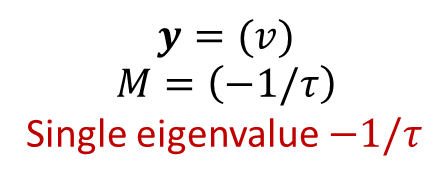 y = (v)
M = (−1/τ)
Single eigenvalue −1/τ